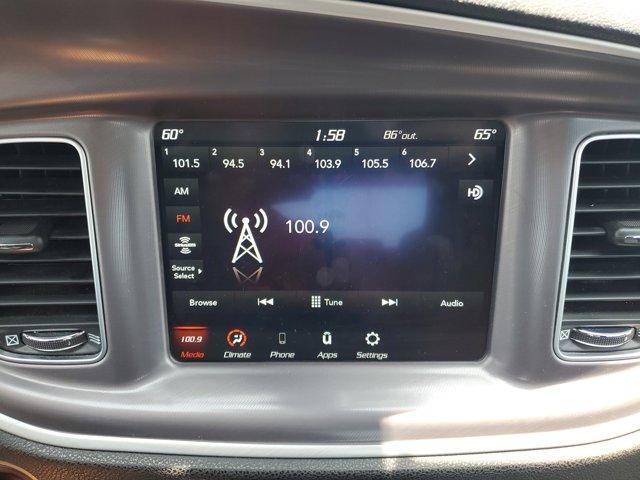 60° 1:58 86°out. 65°
1 2 3 4 5 6
101.5 94.5 94.1 103.9 105.5 106.7
AM
HD
FM
100.9
SiriusXM
Source
Select
Browse Tune Audio
100.9 û
Media Climate Phone Apps Settings